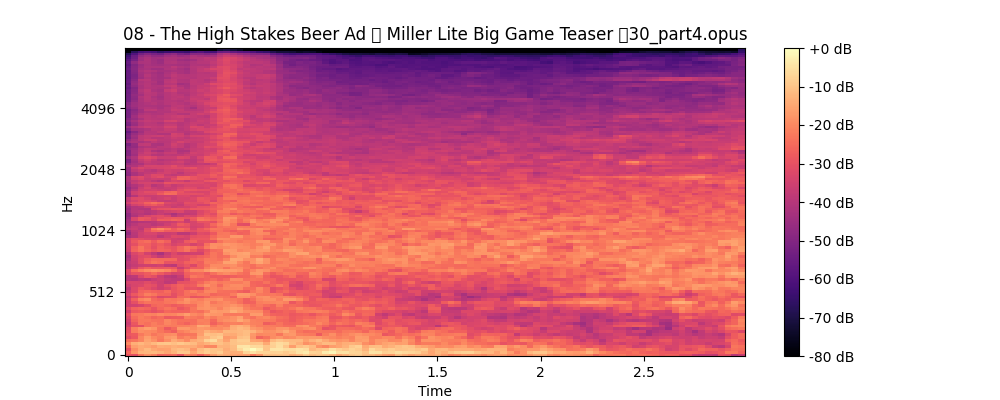 08 - The High Stakes Beer Ad  Miller Lite Big Game Teaser 30_part4.opus
Hz
4096
2048
1024
512
0
0 0.5 1 1.5 2 2.5
Time
+0 dB
-10 dB
-20 dB
-30 dB
-40 dB
-50 dB
-60 dB
-70 dB
-80 dB